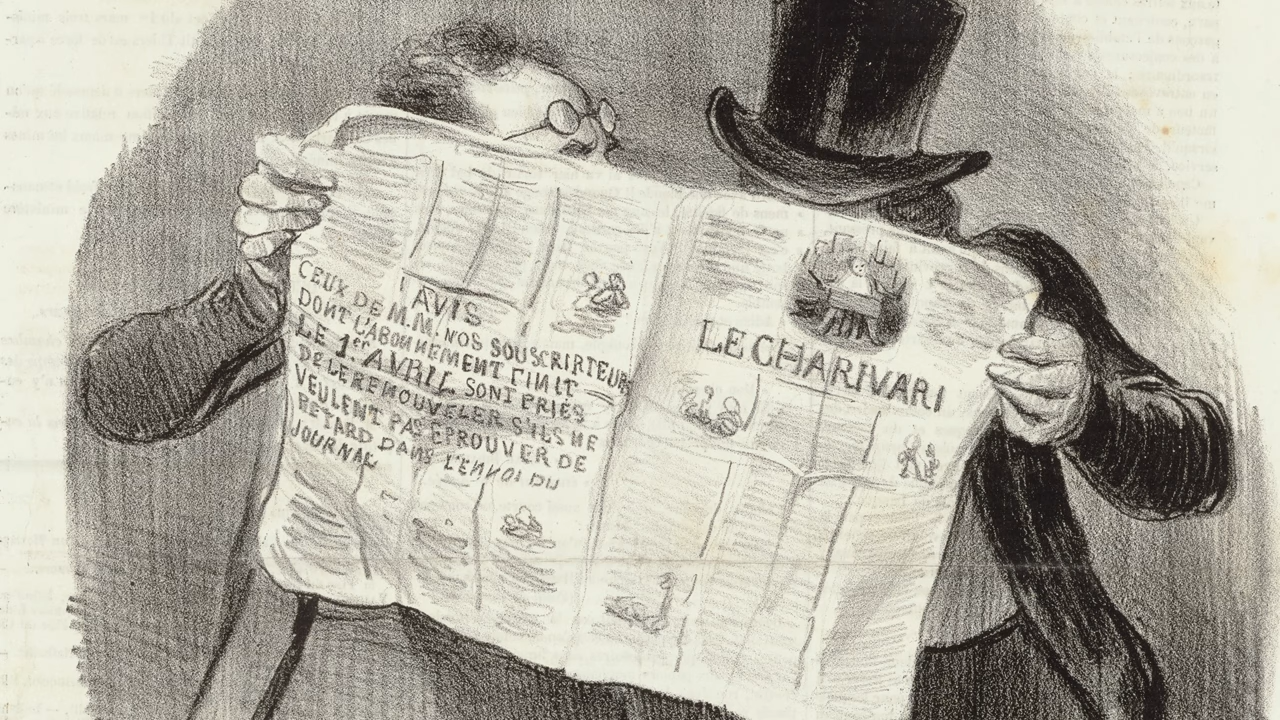 AVIS
CEUX DE M.M. NOS SOUSCRIPTEURS
DONT L'ABONNEMENT FINIT
LE 1er AVRIL SONT PRIÉS
DE LE RENOUVELER S'ILS NE
VEULENT PAS ÉPROUVER DE
RETARD DANS L'ENVOI DU
JOURNAL
LE CHARIVARI